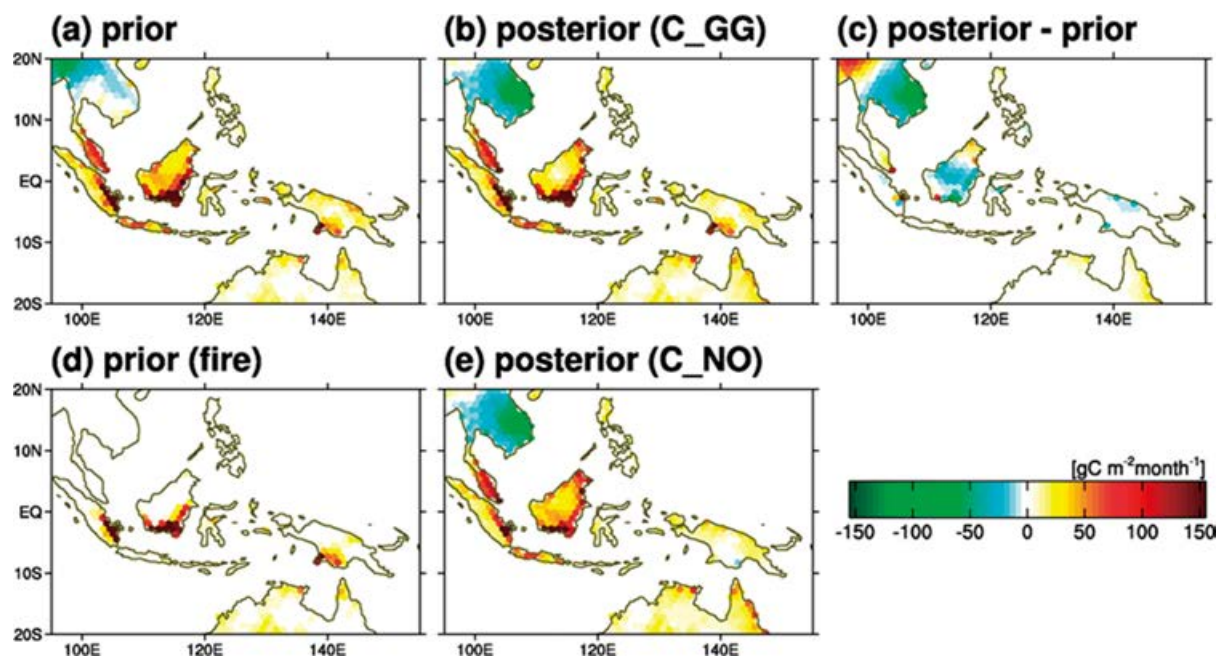 (a) prior
(b) posterior (C_GG)
(c) posterior - prior
20N
10N
EQ
10S
20S
100E 120E 140E
100E 120E 140E
100E 120E 140E
(d) prior (fire)
(e) posterior (C_NO)
20N
10N
EQ
10S
20S
100E 120E 140E
100E 120E 140E
[gC m⁻²month⁻¹]
-150 -100 -50 0 50 100 150